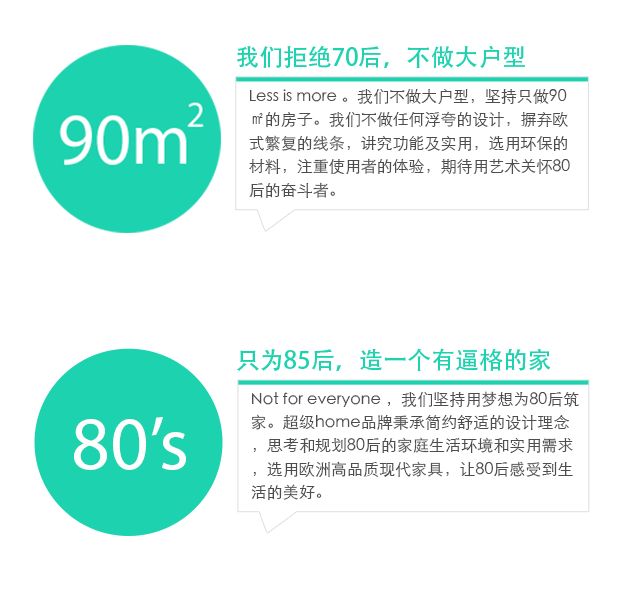 我们拒绝70后，不做大户型
90m²
Less is more 。我们不做大户型，坚持只做90
㎡的房子。我们不做任何浮夸的设计，摒弃欧
式繁复的线条，讲究功能及实用，选用环保的
材料，注重使用者的体验，期待用艺术关怀80
后的奋斗者。
只为85后，造一个有逼格的家
80’s
Not for everyone ，我们坚持用梦想为80后筑
家。超级home品牌秉承简约舒适的设计理念
，思考和规划80后的家庭生活环境和实用需求
，选用欧洲高品质现代家具，让80后感受到生
活的美好。